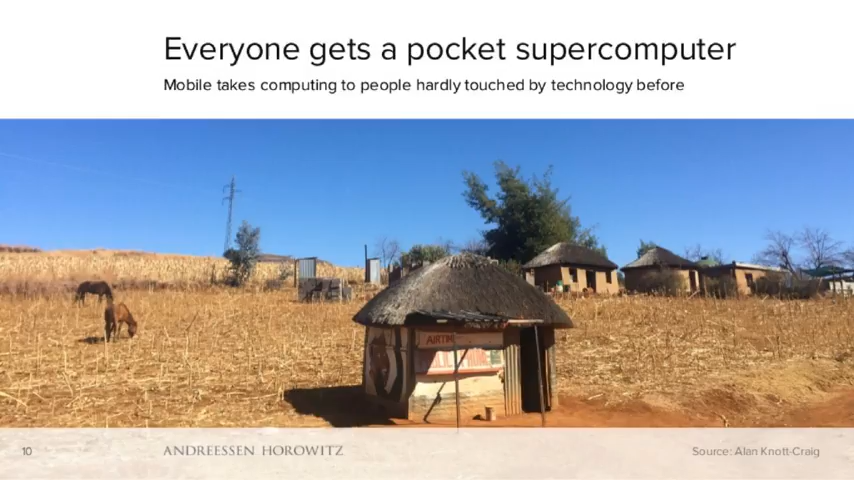 Everyone gets a pocket supercomputer
Mobile takes computing to people hardly touched by technology before
AIRTIM
10
ANDREESSEN HOROWITZ
Source: Alan Knott-Craig